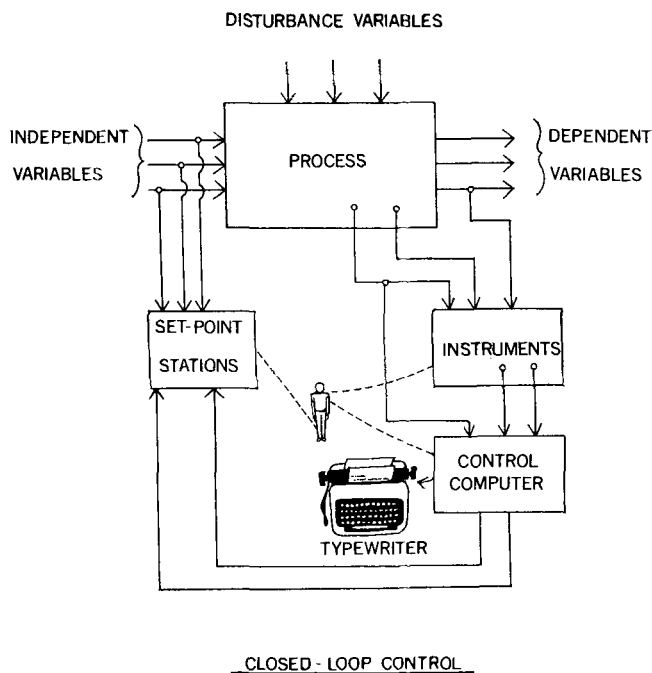 DISTURBANCE VARIABLES
INDEPENDENT
VARIABLES
PROCESS
DEPENDENT
VARIABLES
SET-POINT
STATIONS
INSTRUMENTS
CONTROL
COMPUTER
TYPEWRITER
CLOSED-LOOP CONTROL